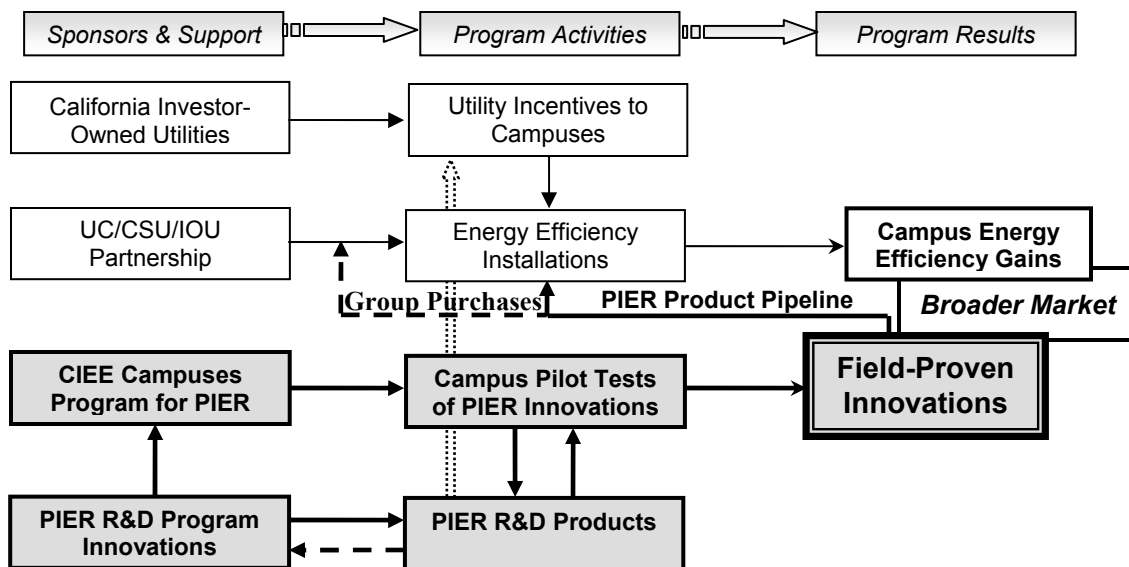 Sponsors & Support
Program Activities
Program Results
California Investor-
Owned Utilities
Utility Incentives to
Campuses
UC/CSU/IOU
Partnership
Energy Efficiency
Installations
Campus Energy
Efficiency Gains
Group Purchases
PIER Product Pipeline
Broader Market
CIEE Campuses
Program for PIER
Campus Pilot Tests
of PIER Innovations
Field-Proven
Innovations
PIER R&D Program
Innovations
PIER R&D Products